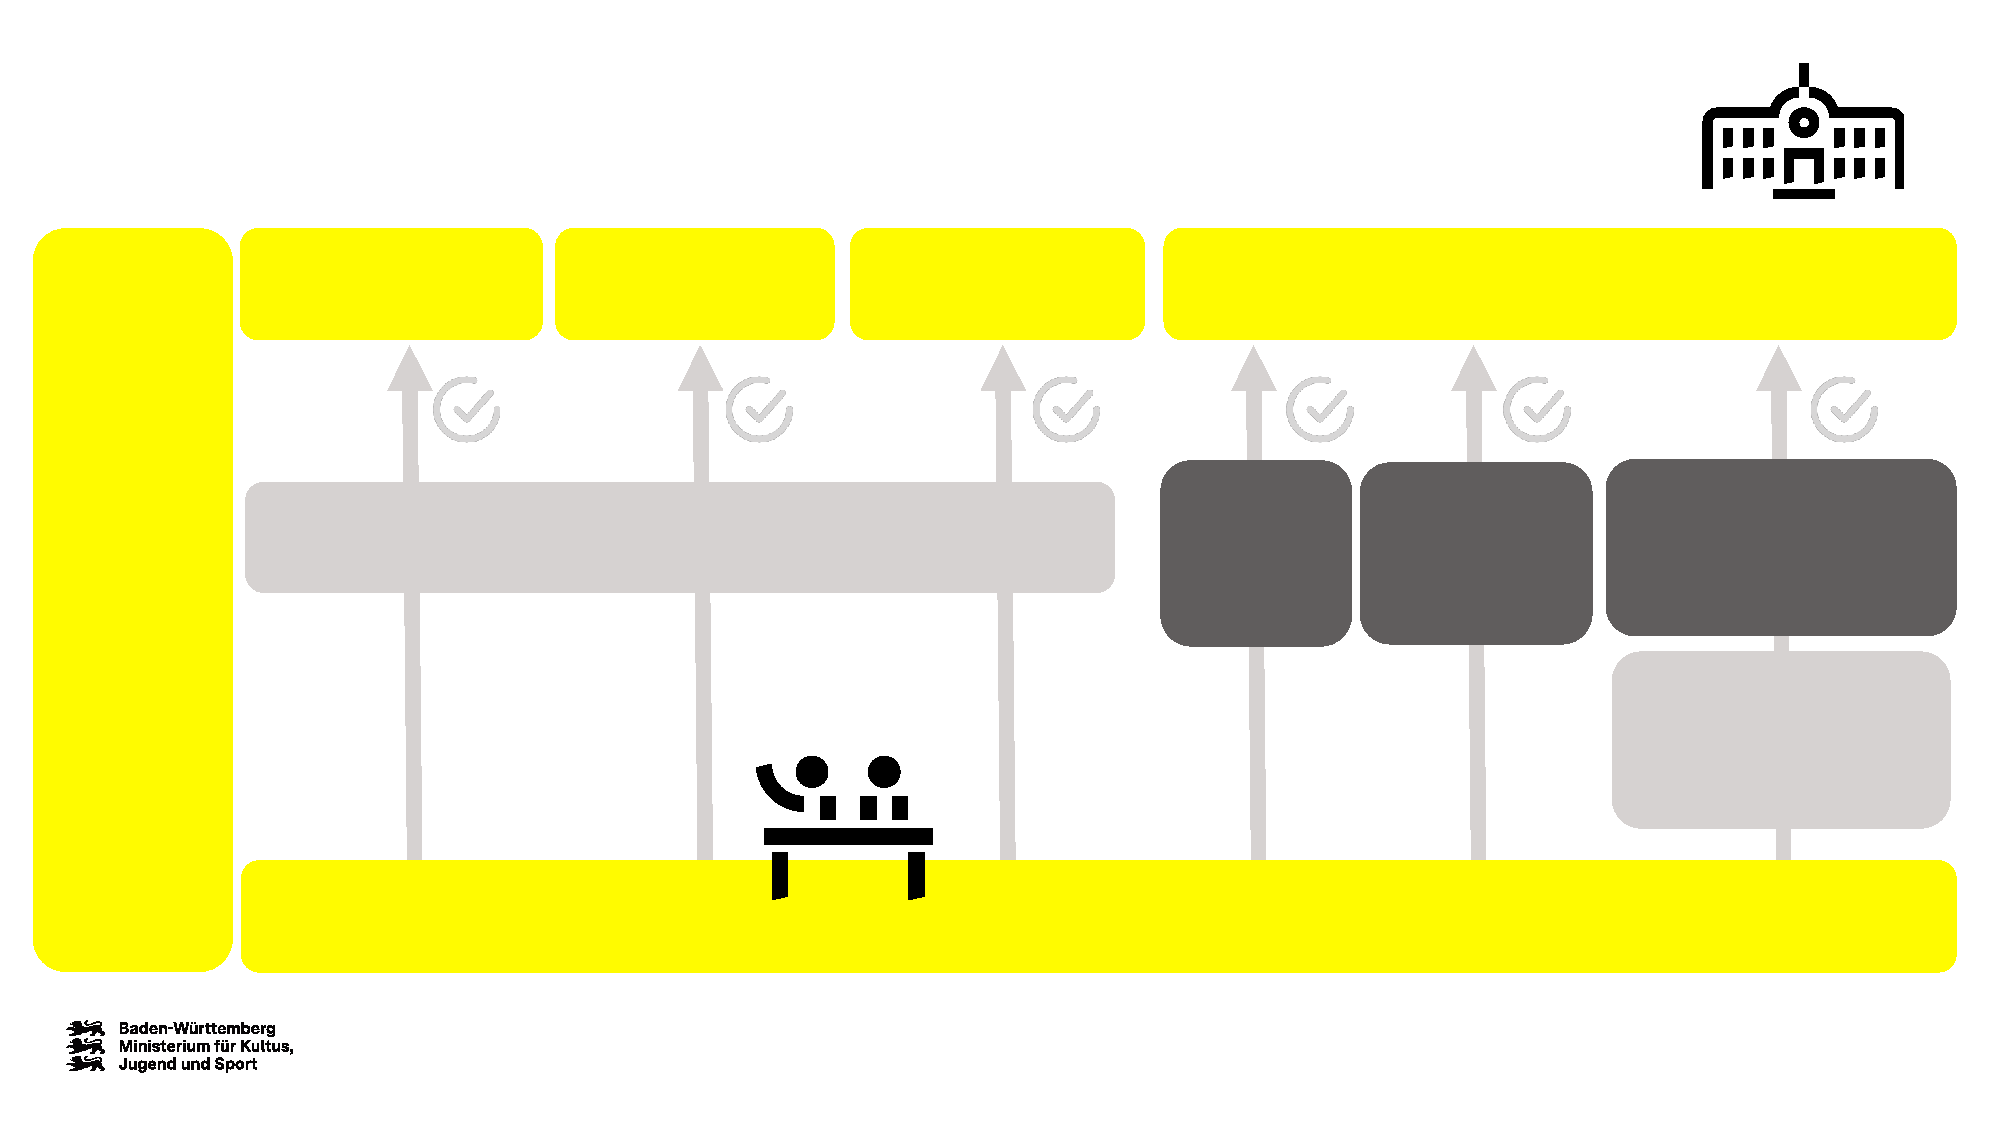 Baden-Württemberg
Ministerium für Kultus,
Jugend und Sport